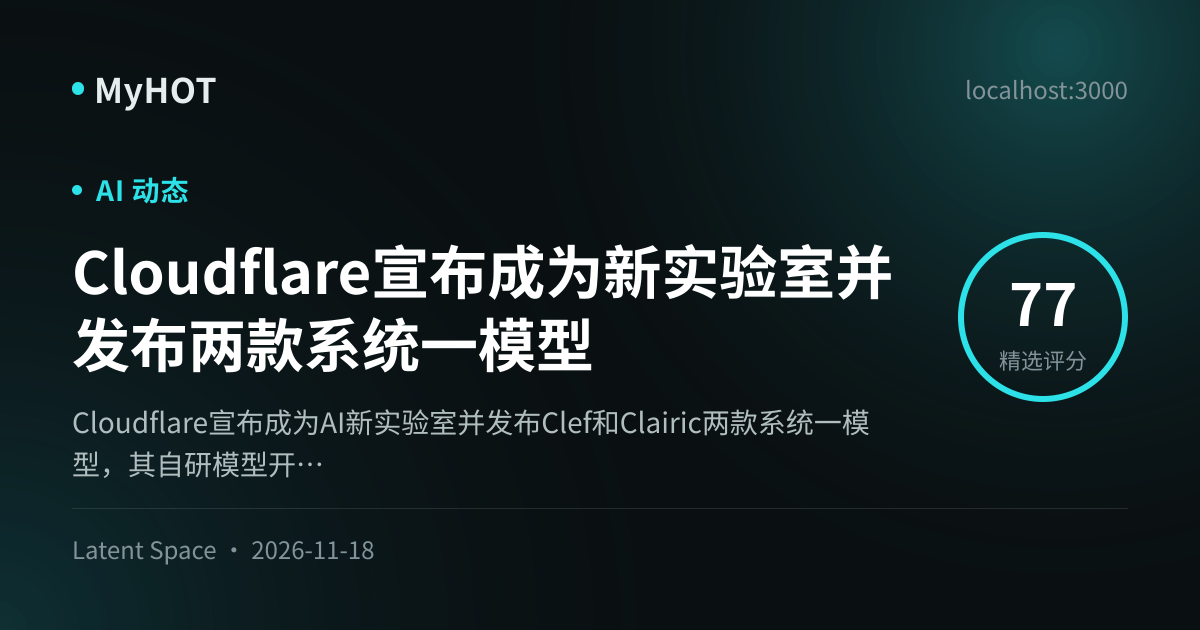 MyHOT
localhost:3000
AI 动态
Cloudflare宣布成为新实验室并
发布两款系统一模型
77
精选评分
Cloudflare宣布成为AI新实验室并发布Clef和Clairic两款系统一模
型，其自研模型开…
Latent Space · 2026-11-18